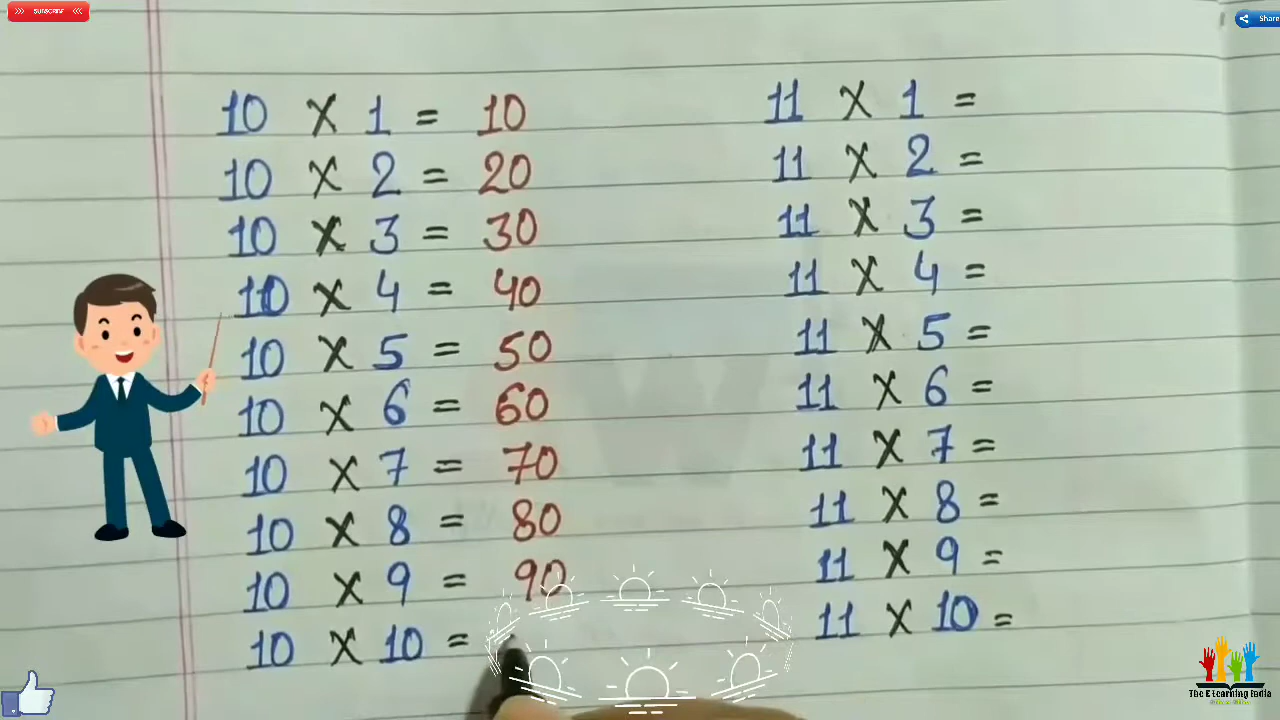 SUBSCRIBE
Share
10 X 1 = 10
10 X 2 = 20
10 X 3 = 30
10 X 4 = 40
10 X 5 = 50
10 X 6 = 60
10 X 7 = 70
10 X 8 = 80
10 X 9 = 90
10 X 10 =
11 X 1 =
11 X 2 =
11 X 3 =
11 X 4 =
11 X 5 =
11 X 6 =
11 X 7 =
11 X 8 =
11 X 9 =
11 X 10 =
The E Learning India